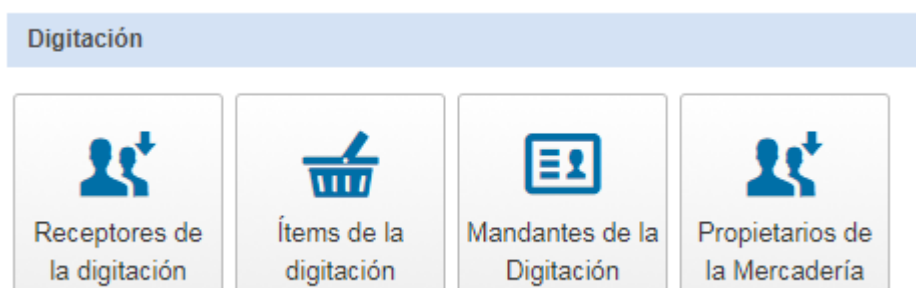 Digitación
Receptores de
la digitación
Ítems de la
digitación
Mandantes de la
Digitación
Propietarios de
la Mercadería